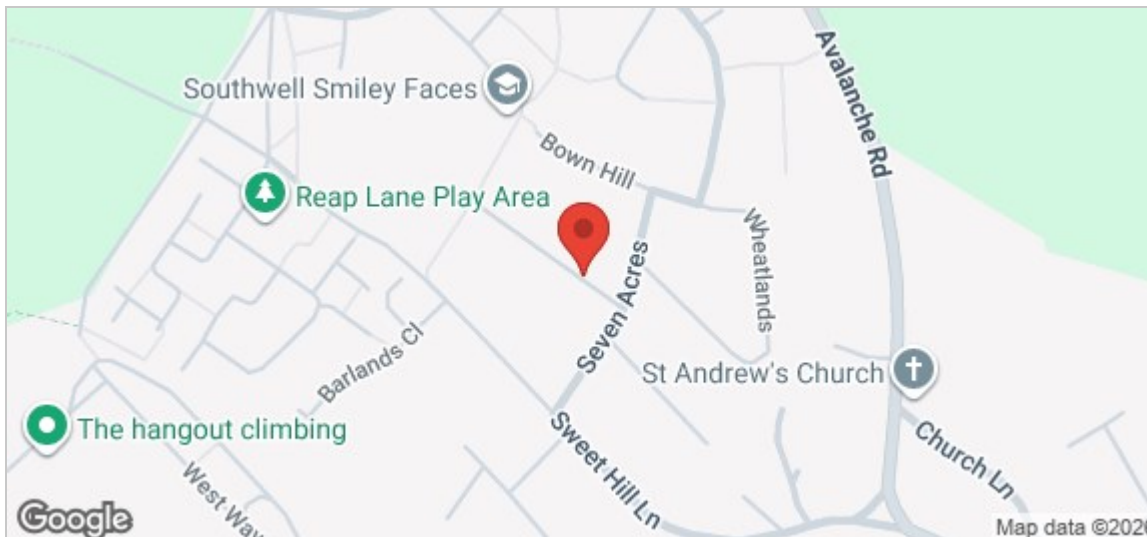 Avalanche Rd
Southwell Smiley Faces
Bown Hill
Reap Lane Play Area
Wheatlands
Seven Acres
Barlands Cl
St Andrew's Church
The hangout climbing
Sweet Hill Ln
Church Ln
West Way
Google
Map data ©2026